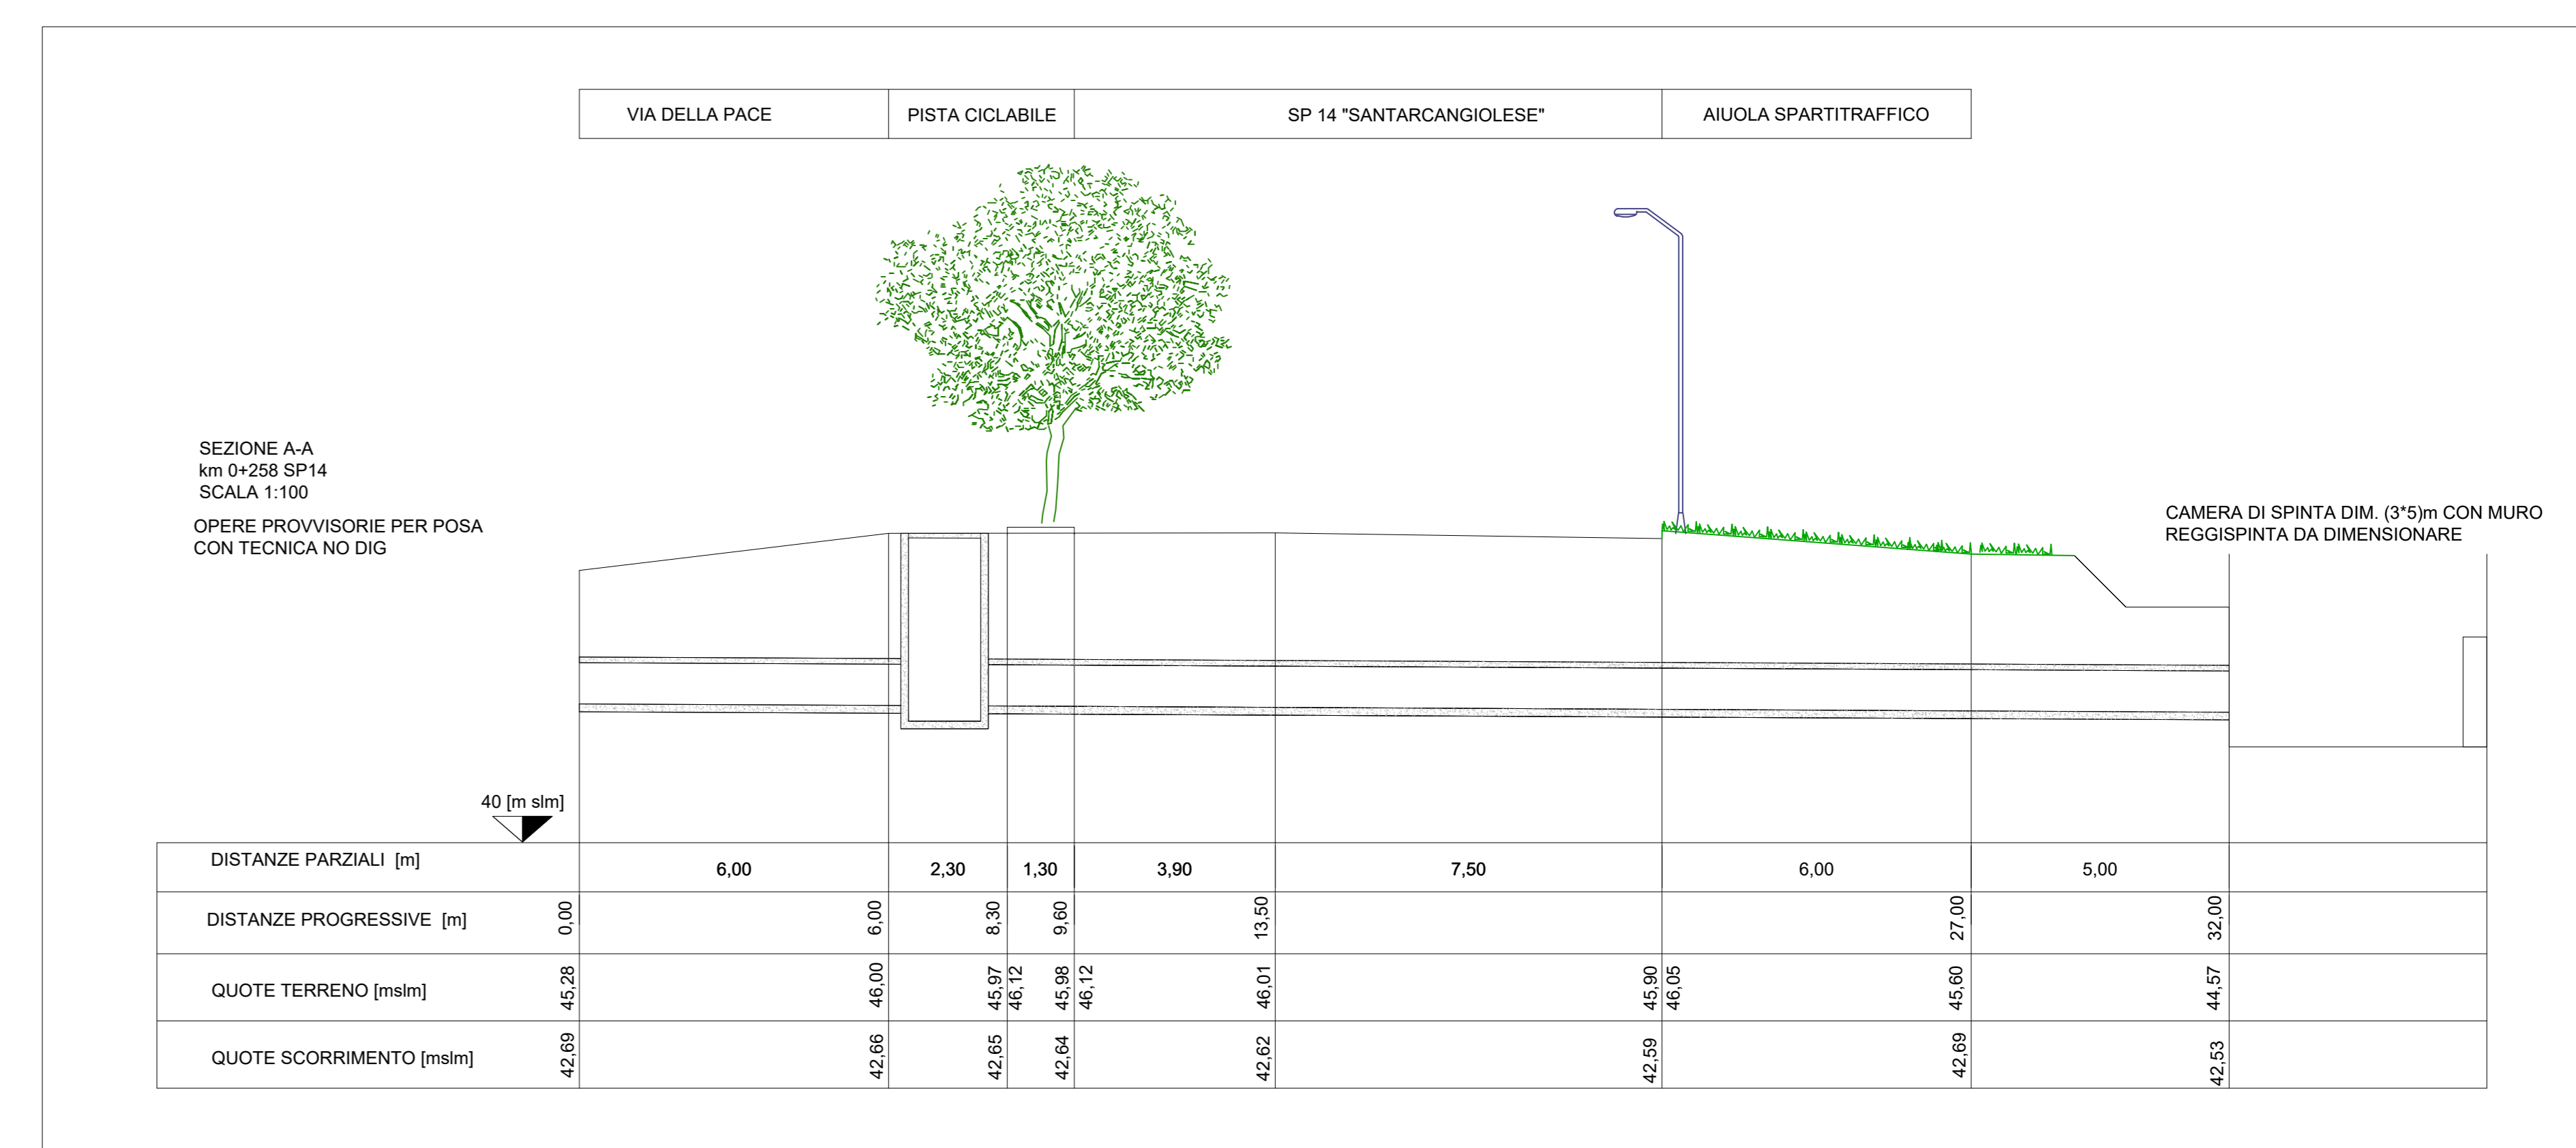 VIA DELLA PACE PISTA CICLABILE SP 14 "SANTARCANGIOLESE" AIUOLA SPARTITRAFFICO
SEZIONE A-A
km 0+258 SP14
SCALA 1:100
OPERE PROVVISORIE PER POSA
CON TECNICA NO DIG
CAMERA DI SPINTA DIM. (3*5)m CON MURO
REGGISPINTA DA DIMENSIONARE
40 [m slm]
DISTANZE PARZIALI [m] 6,00 2,30 1,30 3,90 7,50 6,00 5,00
DISTANZE PROGRESSIVE [m] 0,00 6,00 8,30 9,60 13,50 27,00 32,00
QUOTE TERRENO [mslm] 45,28 46,00 45,97 46,12 45,98 46,12 46,01 45,90 46,05 45,60 44,57
QUOTE SCORRIMENTO [mslm] 42,69 42,66 42,65 42,64 42,62 42,59 42,69 42,53